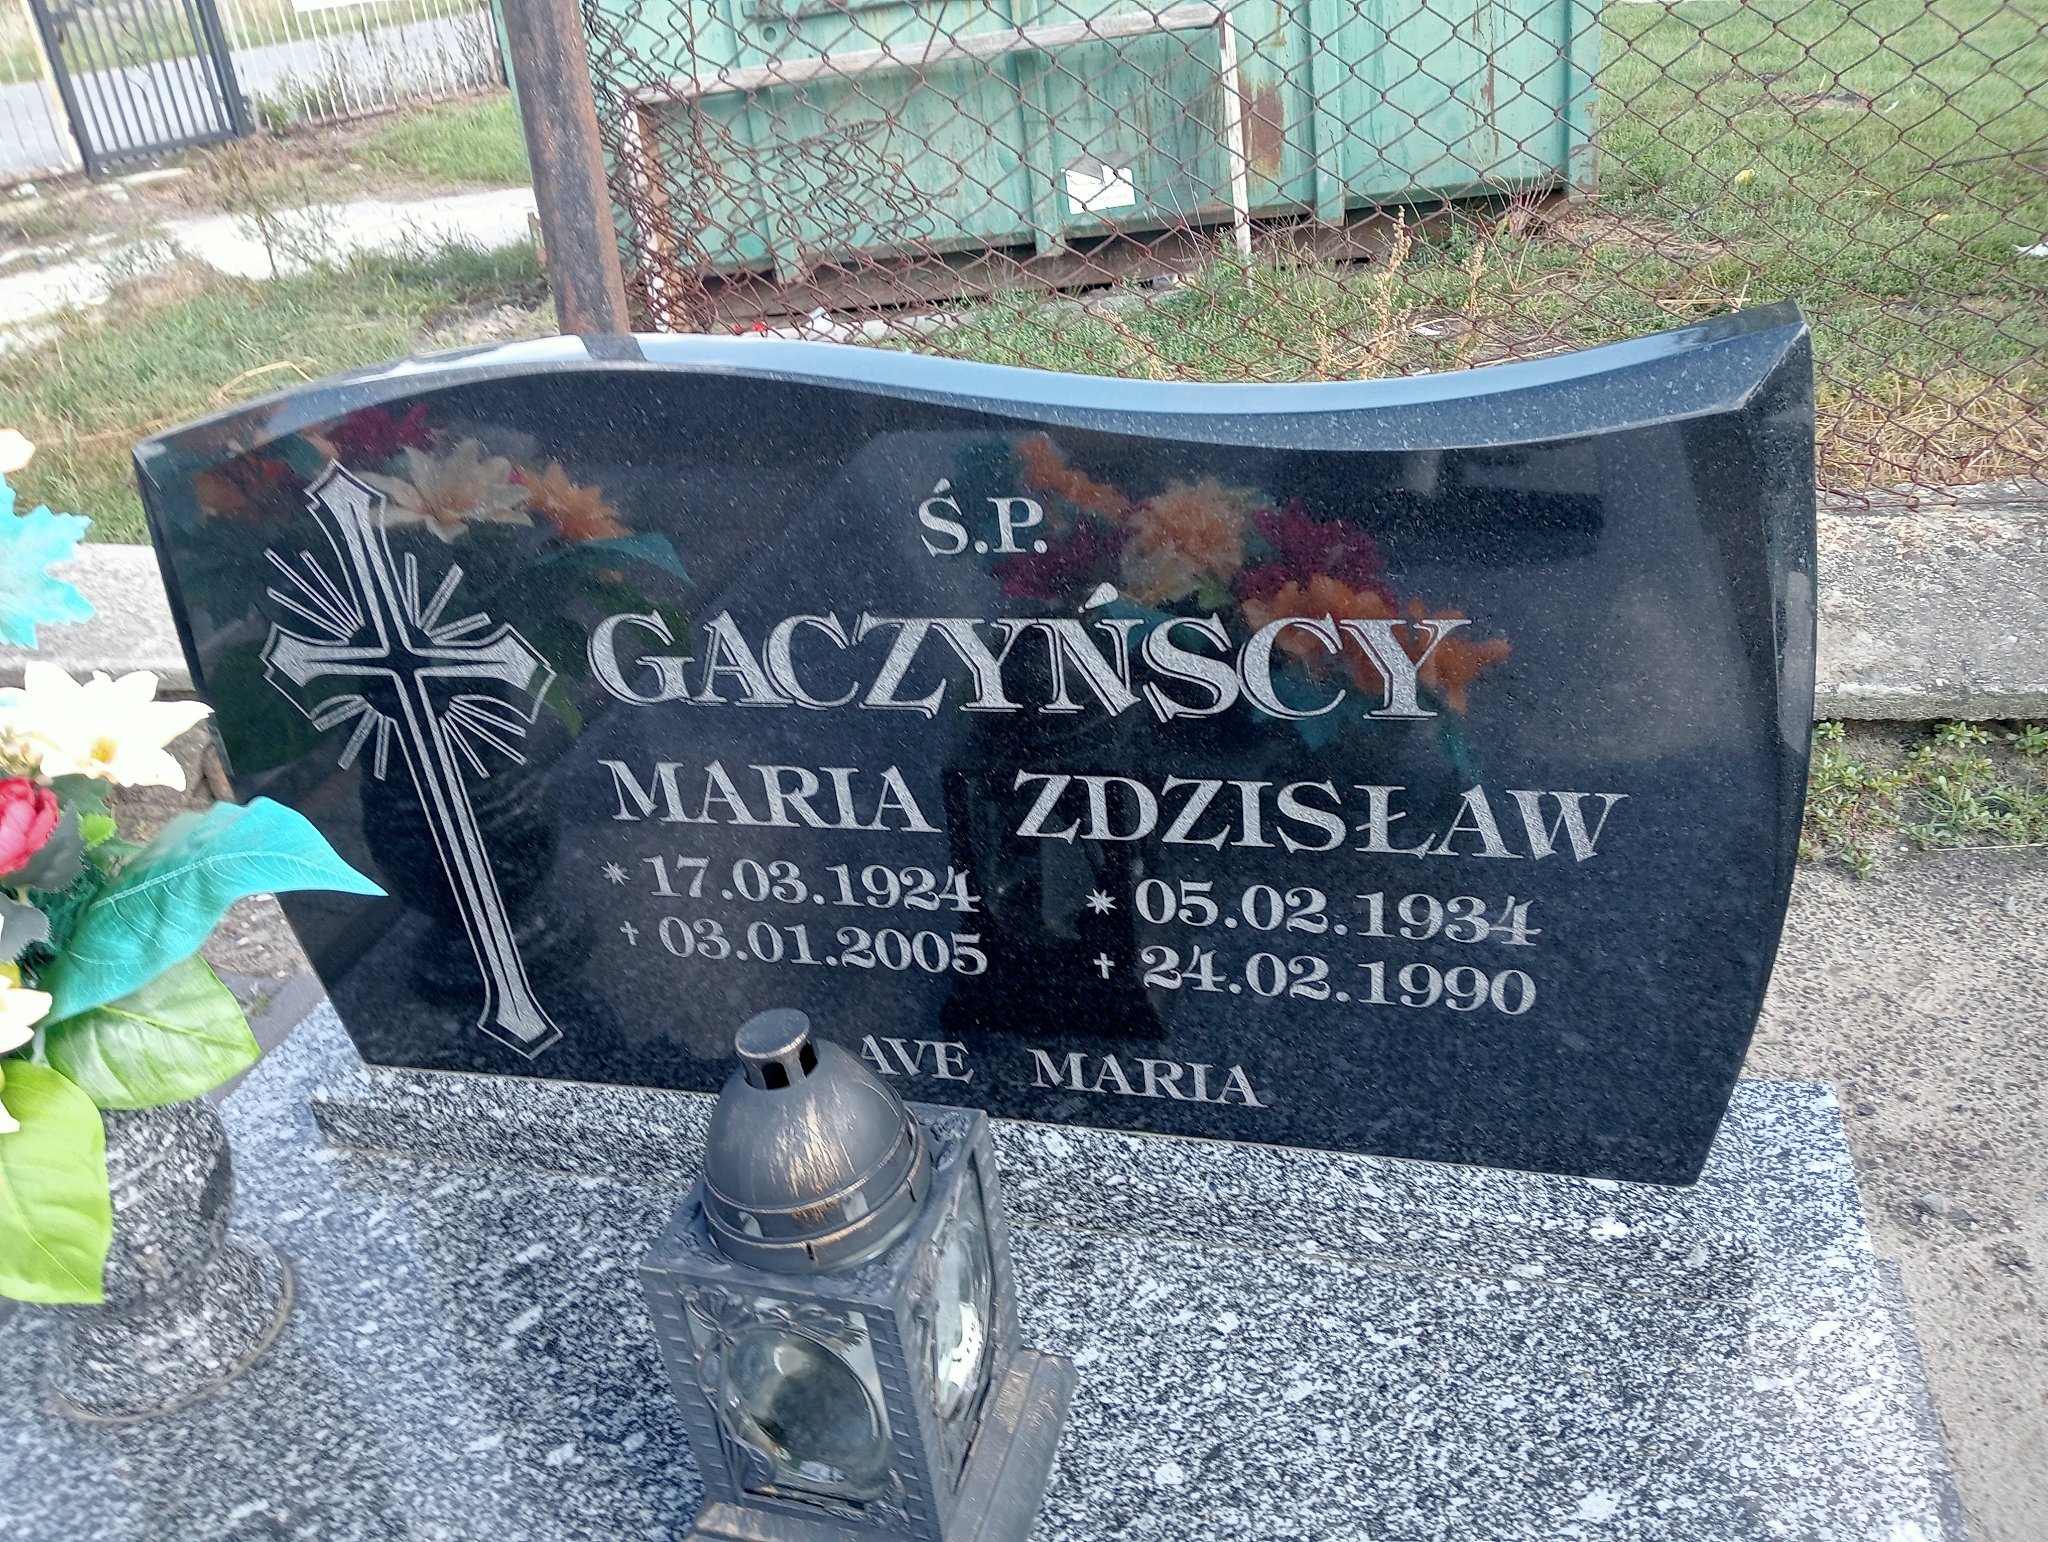 Ś.P.
GACZYŃSCY
MARIA ZDZISŁAW
* 17.03.1924 * 05.02.1934
† 03.01.2005 † 24.02.1990
AVE MARIA